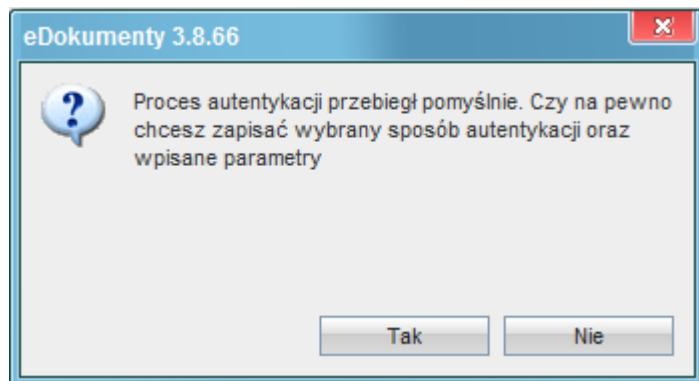 eDokumenty 3.8.66
Proces autentykacji przebiegł pomyślnie. Czy na pewno
chcesz zapisać wybrany sposób autentykacji oraz
wpisane parametry
Tak
Nie